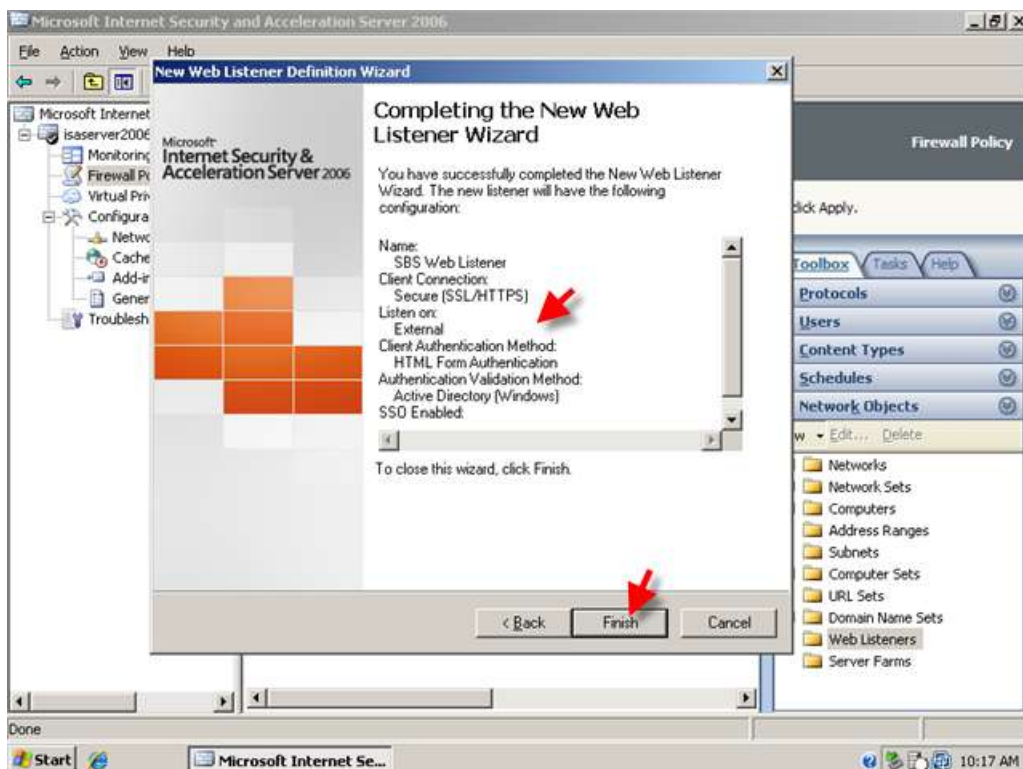 Microsoft Internet Security and Acceleration Server 2006
File Action View Help
New Web Listener Definition Wizard
Microsoft Internet
isaserver2006
Monitoring
Firewall Po
Virtual Priv
Configura
Netwo
Cache
Add-in
Gener
Troublesh
Microsoft
Internet Security &
Acceleration Server 2006
Completing the New Web
Listener Wizard
You have successfully completed the New Web Listener
Wizard. The new listener will have the following
configuration:
Name:
SBS Web Listener
Client Connection:
Secure (SSL/HTTPS)
Listen on:
External
Client Authentication Method:
HTML Form Authentication
Authentication Validation Method:
Active Directory (Windows)
SSO Enabled:
To close this wizard, click Finish.
< Back Finish Cancel
Firewall Policy
click Apply.
Toolbox Tasks Help
Protocols
Users
Content Types
Schedules
Network Objects
w Edit... Delete
Networks
Network Sets
Computers
Address Ranges
Subnets
Computer Sets
URL Sets
Domain Name Sets
Web Listeners
Server Farms
Done
Start Microsoft Internet Se... 10:17 AM